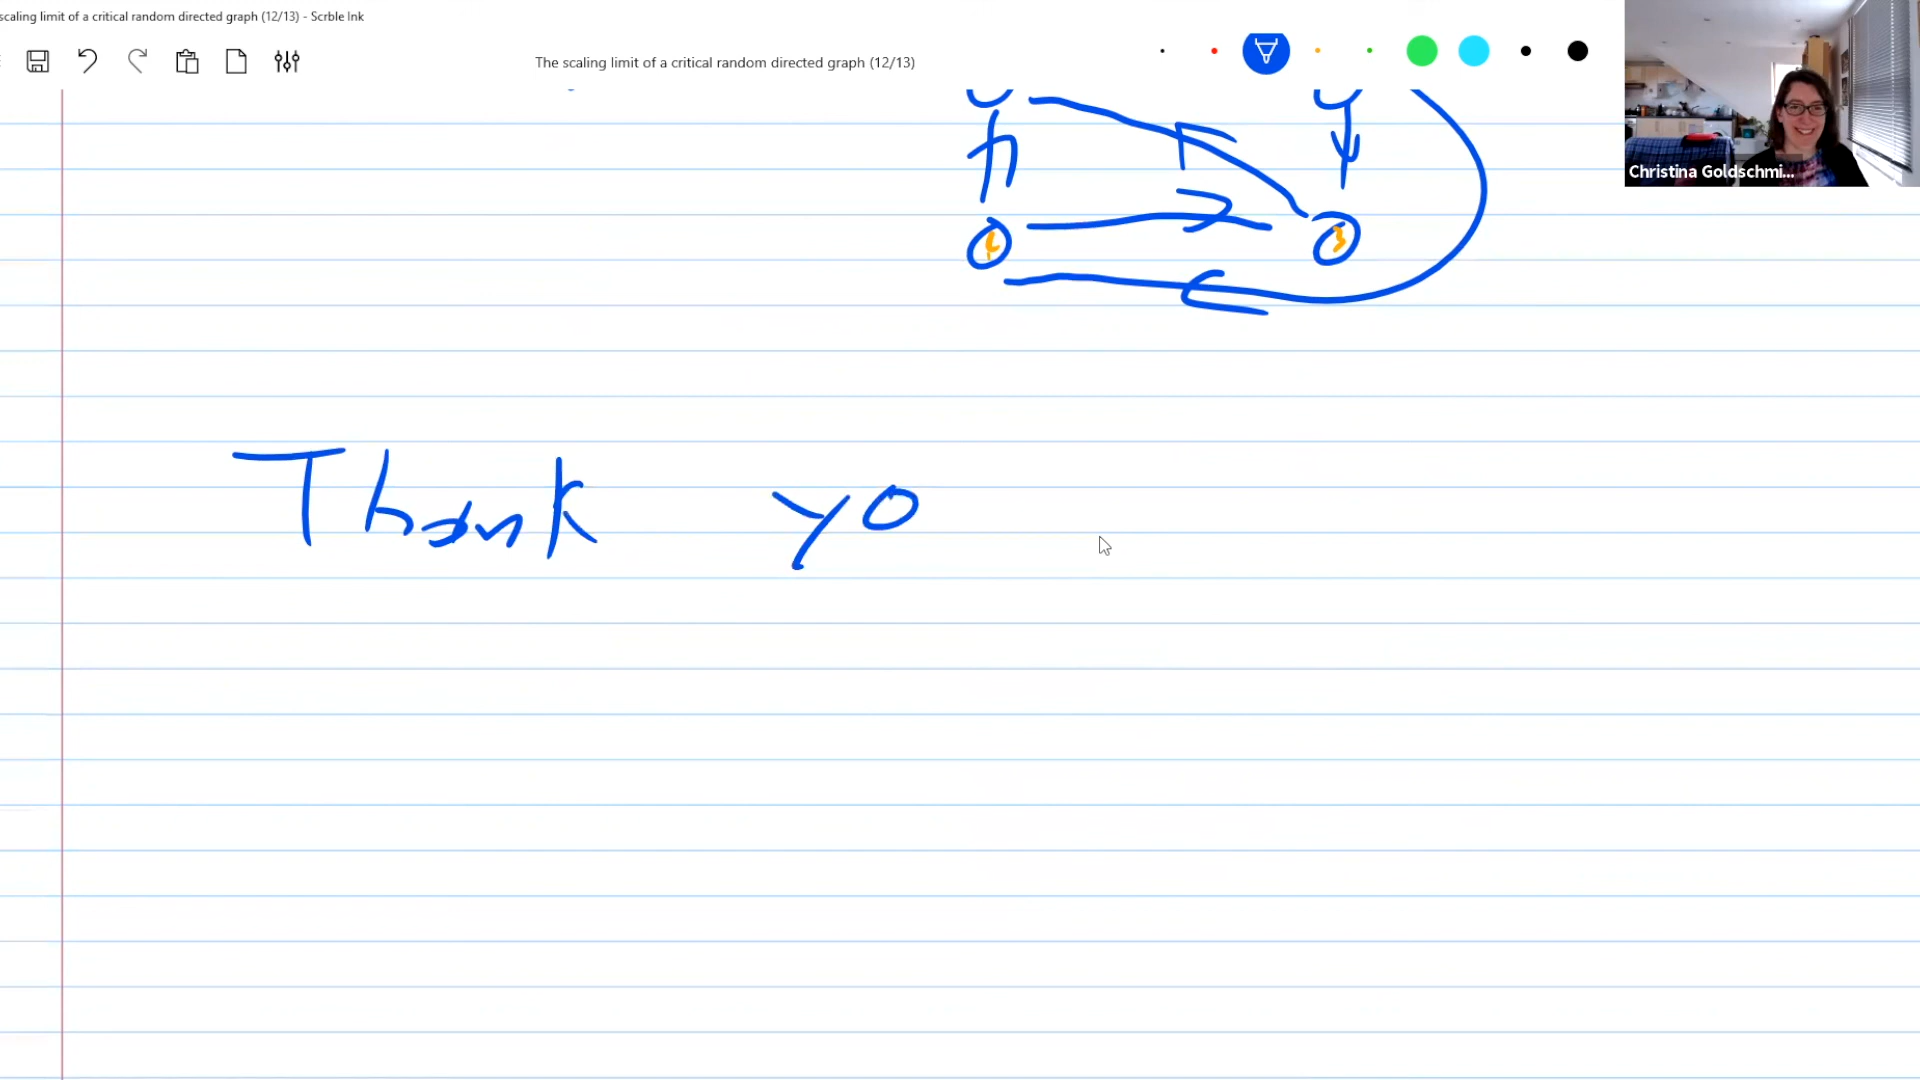 scaling limit of a critical random directed graph (12/13) - Scrble Ink
The scaling limit of a critical random directed graph (12/13)
Christina Goldschmi...
3
Thank yo